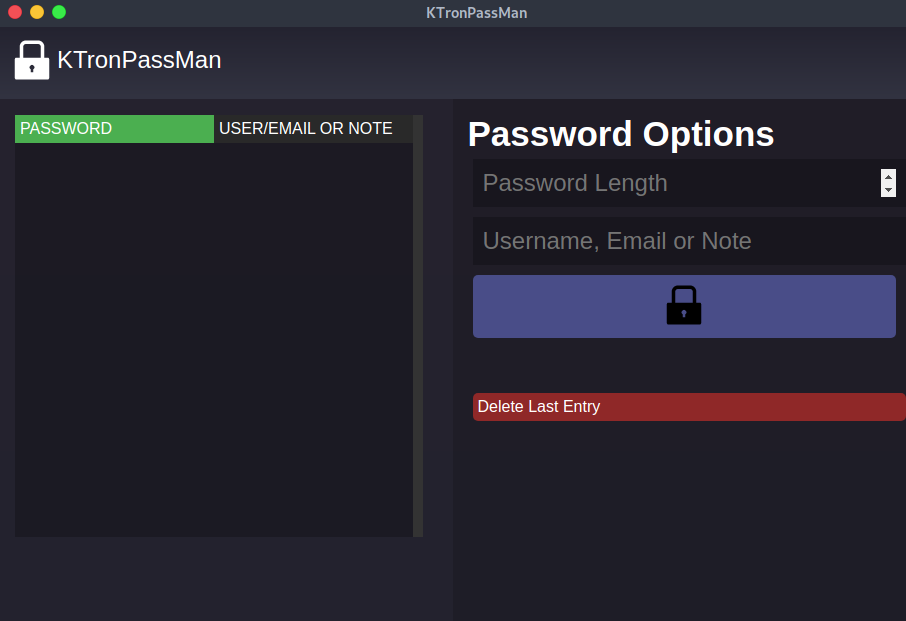 KTronPassMan
KTronPassMan
PASSWORD USER/EMAIL OR NOTE
Password Options
Password Length
Username, Email or Note
Delete Last Entry